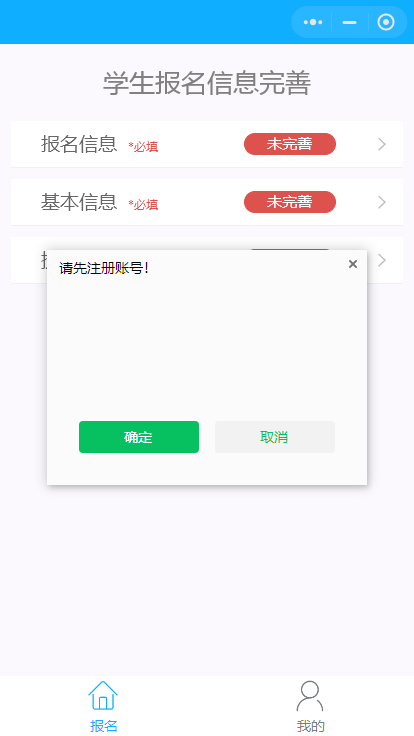 学生报名信息完善
报名信息 *必填 未完善
基本信息 *必填 未完善
请先注册账号！ ×
确定 取消
报名 我的